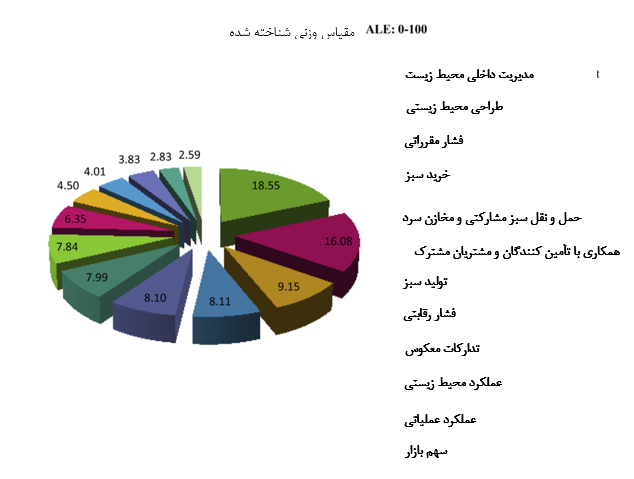 مقیاس وزنی شناخته شده ALE: 0-100
مدیریت داخلی محیط زیست
t
طراحی محیط زیستی
فشار مقرراتی
خرید سبز
حمل و نقل سبز مشارکتی و مخازن سرد
همکاری با تأمین کنندگان و مشتریان مشترک
تولید سبز
فشار رقابتی
تدارکات معکوس
عملکرد محیط زیستی
عملکرد عملیاتی
سهم بازار
18.55
16.08
9.15
8.11
8.10
7.99
7.84
6.35
4.50
4.01
3.83
2.83
2.59